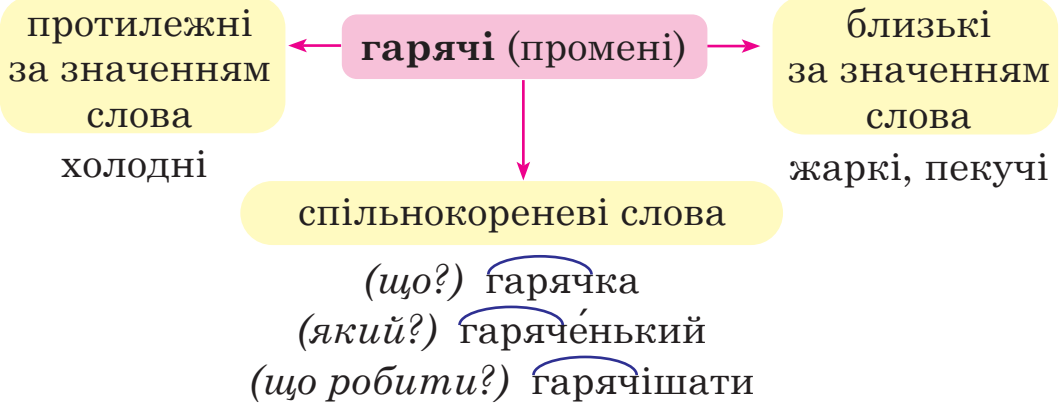 протилежні
за значенням
слова
холодні
гарячі (промені)
близькі
за значенням
слова
жаркі, пекучі
спільнокореневі слова
(що?) гарячка
(який?) гаряче́нький
(що робити?) гарячішати